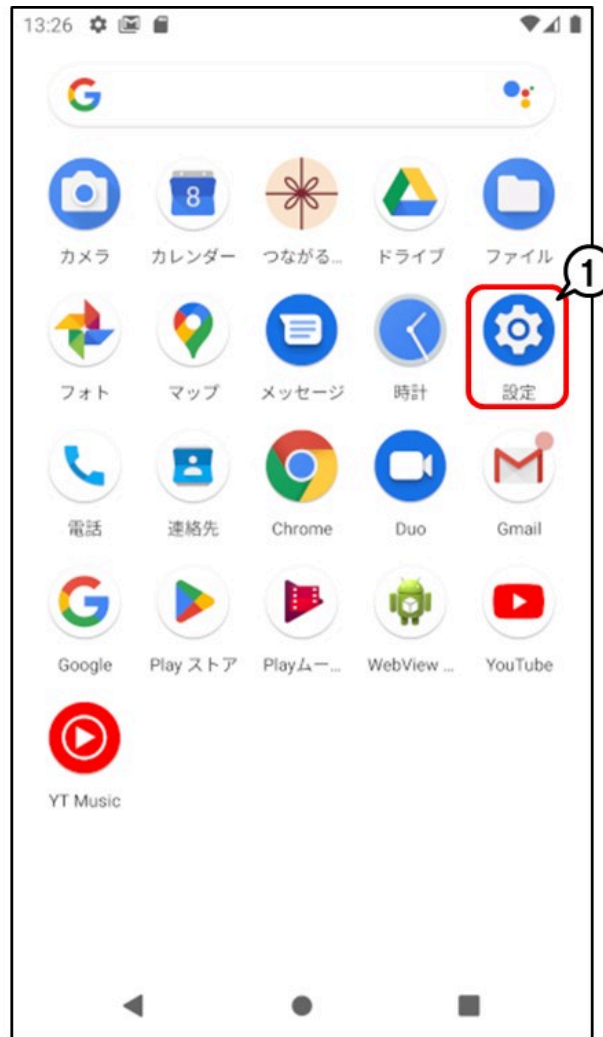 13:26
G
カメラ
8
カレンダー
つながる...
ドライブ
ファイル
1
フォト
マップ
メッセージ
時計
設定
電話
連絡先
Chrome
Duo
Gmail
G
Google
Play ストア
Playムー...
WebView ...
YouTube
YT Music